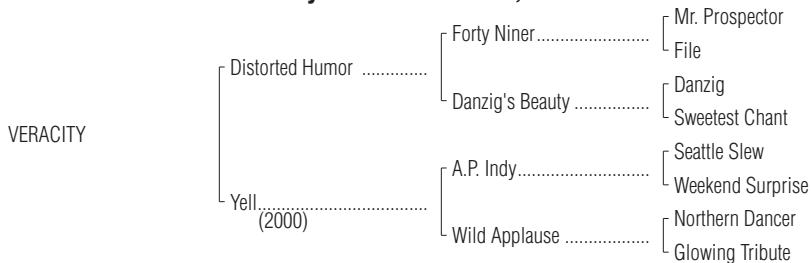 Mr. Prospector
Forty Niner........................
File
Distorted Humor ..............
Danzig
Danzig's Beauty ................
Sweetest Chant
VERACITY
Seattle Slew
A.P. Indy............................
Weekend Surprise
Yell....................................
(2000)
Northern Dancer
Wild Applause ..................
Glowing Tribute